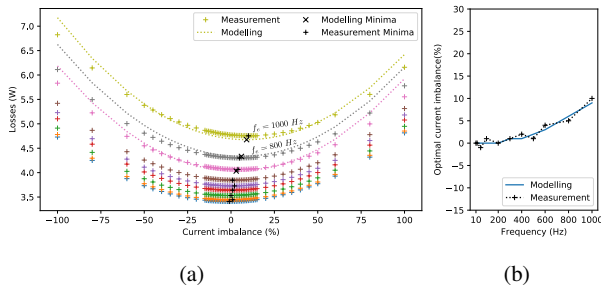 (a)
Losses (W)
7.0
6.5
6.0
5.5
5.0
4.5
4.0
3.5
Measurement
Modelling
Modelling Minima
Measurement Minima
f_e = 1000 Hz
f_e = 800 Hz
−100 −75 −50 −25 0 25 50 75 100
Current imbalance (%)
(a)
b)
Optimal current imbalance(%)
30
25
20
15
10
5
0
−5
−10
−15
Modelling
Measurement
10 200 400 600 800 1000
Frequency (Hz)
(b)